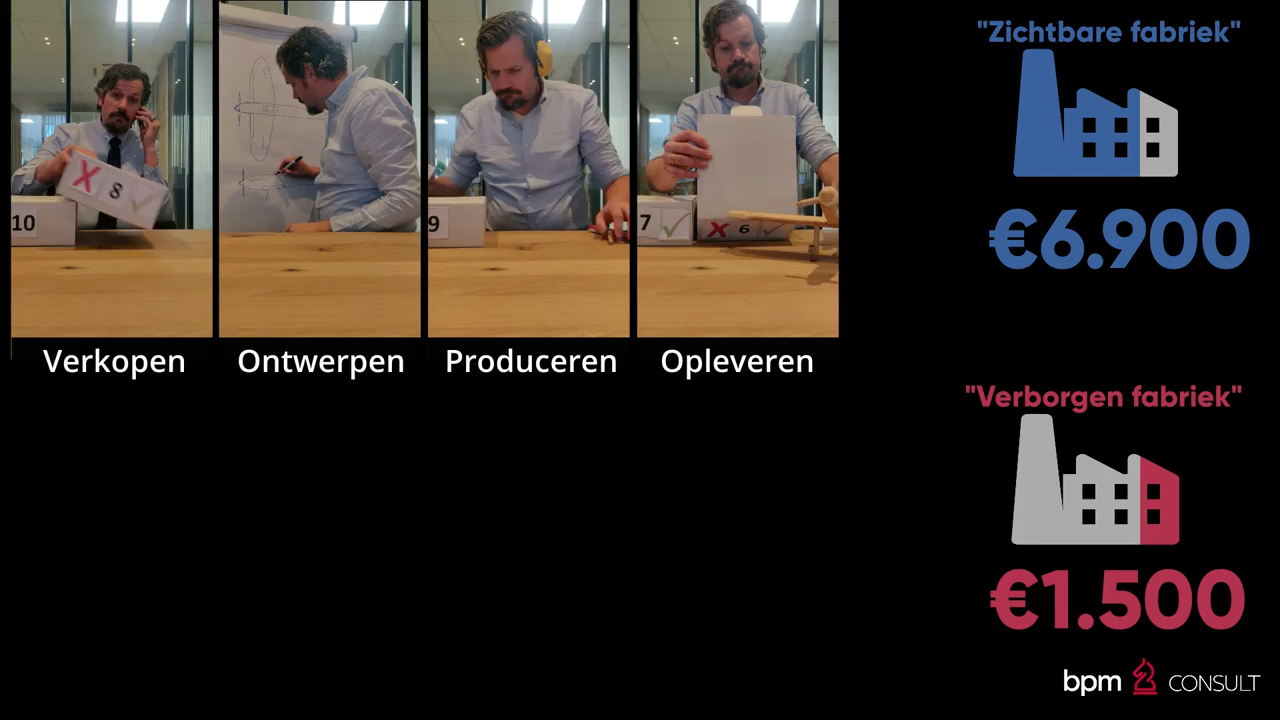 X 8 ✓
10
9
7 ✓
X 6 ✓
Verkopen
Ontwerpen
Produceren
Opleveren
"Zichtbare fabriek"
€6.900
"Verborgen fabriek"
€1.500
bpm CONSULT